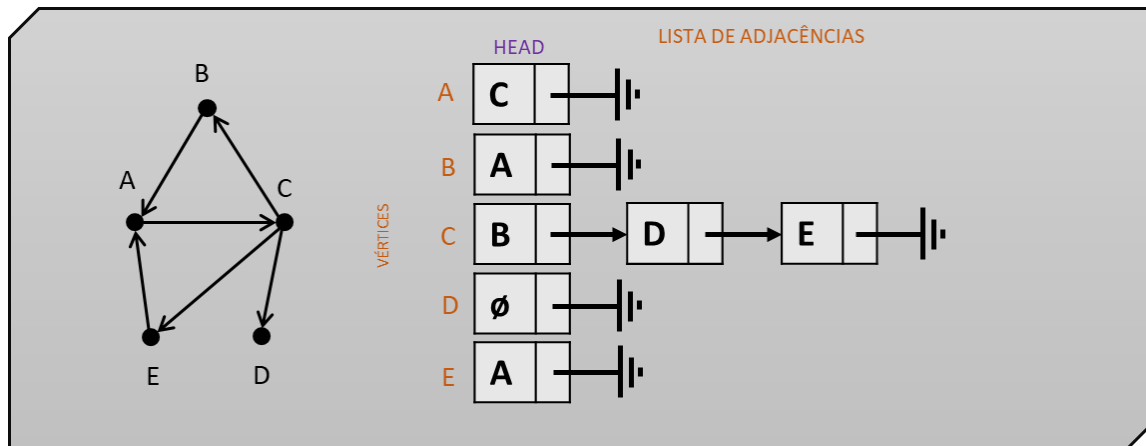 LISTA DE ADJACÊNCIAS
HEAD
B
A
C
E
D
VÉRTICES
A C
B A
C B D E
D ø
E A